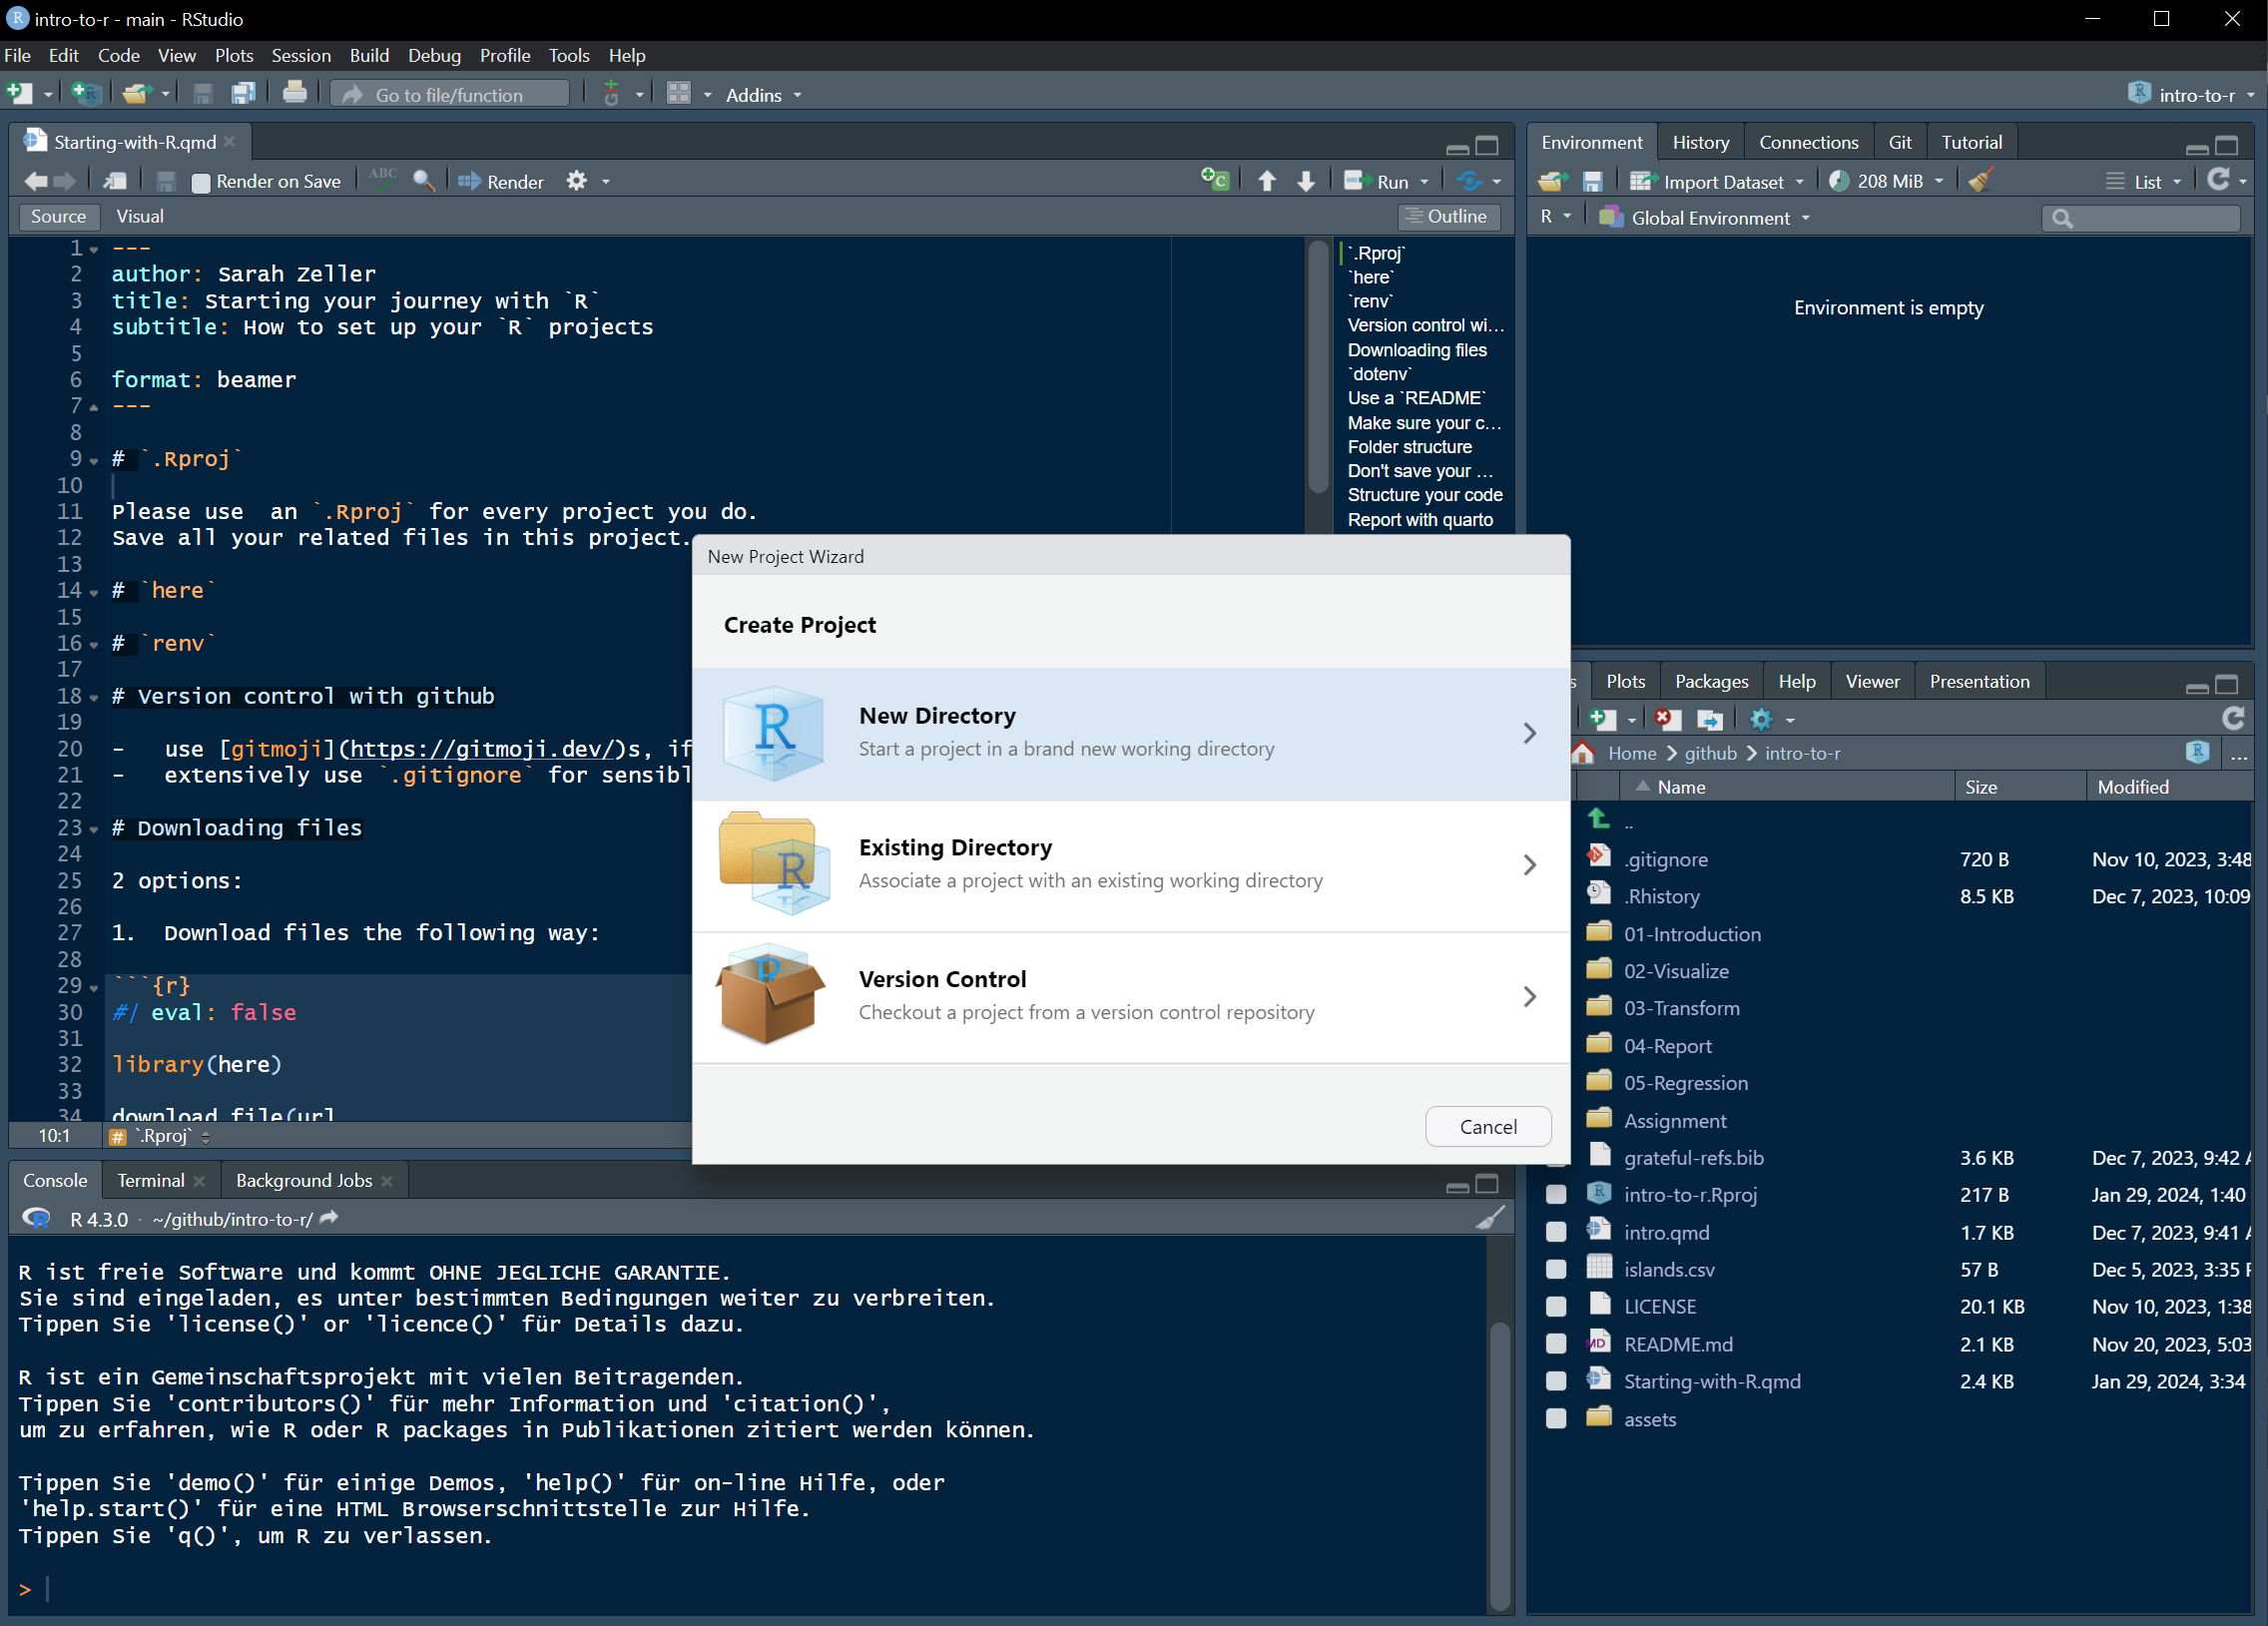 intro-to-r - main - RStudio
File Edit Code View Plots Session Build Debug Profile Tools Help
Go to file/function
Addins
intro-to-r
Starting-with-R.qmd
Render on Save
ABC
Render
Run
Source Visual
Outline
1 ---
2 author: Sarah Zeller
3 title: Starting your journey with `R`
4 subtitle: How to set up your `R` projects
5
6 format: beamer
7 ---
8
9 # `.Rproj`
10
11 Please use  an `.Rproj` for every project you do.
12 Save all your related files in this project.
13
14 # `here`
15
16 # `renv`
17
18 # Version control with github
19
20 -   use [gitmoji](https://gitmoji.dev/)s, if
21 -   extensively use `.gitignore` for sensibl
22
23 # Downloading files
24
25 2 options:
26
27 1.  Download files the following way:
28
29 ```{r}
30 #/ eval: false
31
32 library(here)
33
34 download.file(url
`.Rproj`
`here`
`renv`
Version control wi...
Downloading files
`dotenv`
Use a `README`
Make sure your c...
Folder structure
Don't save your ...
Structure your code
Report with quarto
10:1 # `.Rproj`
New Project Wizard
Create Project
New Directory
Start a project in a brand new working directory
Existing Directory
Associate a project with an existing working directory
Version Control
Checkout a project from a version control repository
Cancel
Console Terminal Background Jobs
R 4.3.0 · ~/github/intro-to-r/
R ist freie Software und kommt OHNE JEGLICHE GARANTIE.
Sie sind eingeladen, es unter bestimmten Bedingungen weiter zu verbreiten.
Tippen Sie 'license()' or 'licence()' für Details dazu.
R ist ein Gemeinschaftsprojekt mit vielen Beitragenden.
Tippen Sie 'contributors()' für mehr Information und 'citation()',
um zu erfahren, wie R oder R packages in Publikationen zitiert werden können.
Tippen Sie 'demo()' für einige Demos, 'help()' für on-line Hilfe, oder
'help.start()' für eine HTML Browserschnittstelle zur Hilfe.
Tippen Sie 'q()', um R zu verlassen.
>
Environment History Connections Git Tutorial
Import Dataset 208 MiB List
R Global Environment
Environment is empty
s Plots Packages Help Viewer Presentation
Home github intro-to-r ...
Name Size Modified
..
.gitignore 720 B Nov 10, 2023, 3:48
.Rhistory 8.5 KB Dec 7, 2023, 10:09
01-Introduction
02-Visualize
03-Transform
04-Report
05-Regression
Assignment
grateful-refs.bib 3.6 KB Dec 7, 2023, 9:42
intro-to-r.Rproj 217 B Jan 29, 2024, 1:40
intro.qmd 1.7 KB Dec 7, 2023, 9:41
islands.csv 57 B Dec 5, 2023, 3:35
LICENSE 20.1 KB Nov 10, 2023, 1:38
README.md 2.1 KB Nov 20, 2023, 5:03
Starting-with-R.qmd 2.4 KB Jan 29, 2024, 3:34
assets